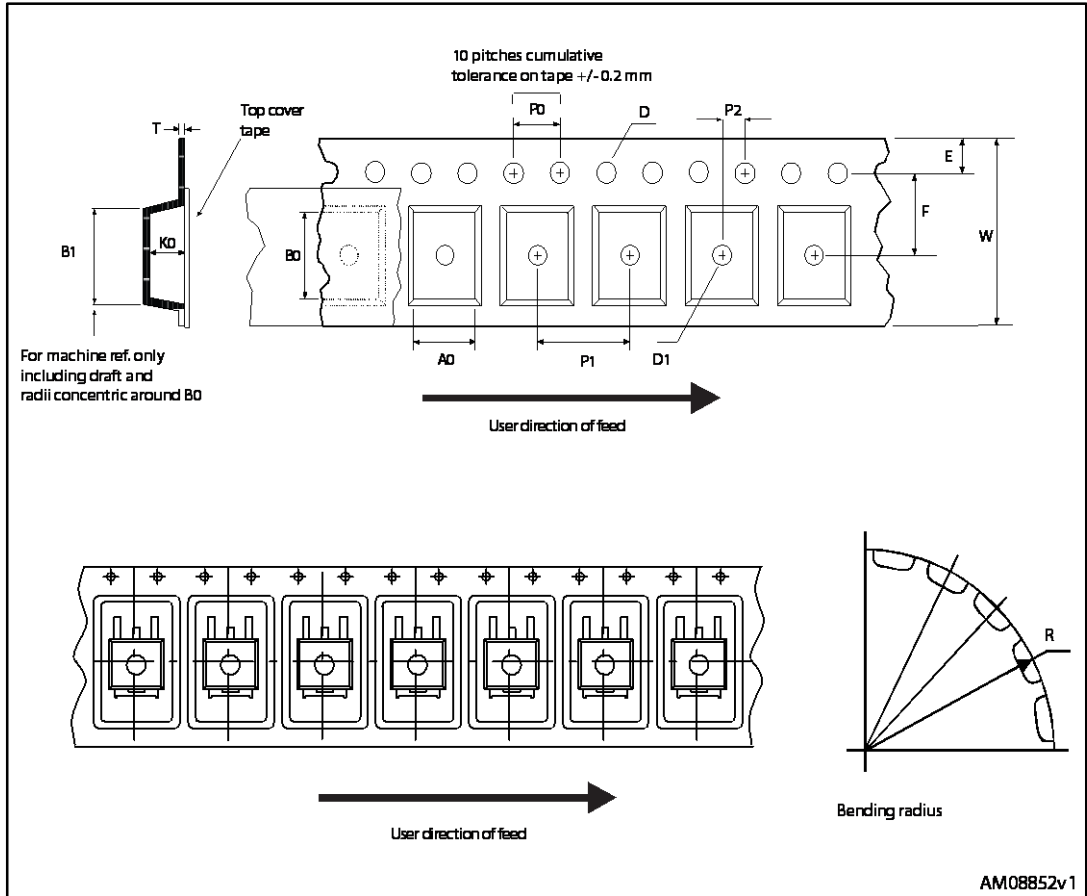 10 pitches cumulative
tolerance on tape +/- 0.2 mm
Top cover
tape
T
P0
D
P2
E
F
W
B1
K0
B0
For machine ref. only
including draft and
radii concentric around B0
A0
P1
D1
User direction of feed
R
Bending radius
User direction of feed
AM08852v1